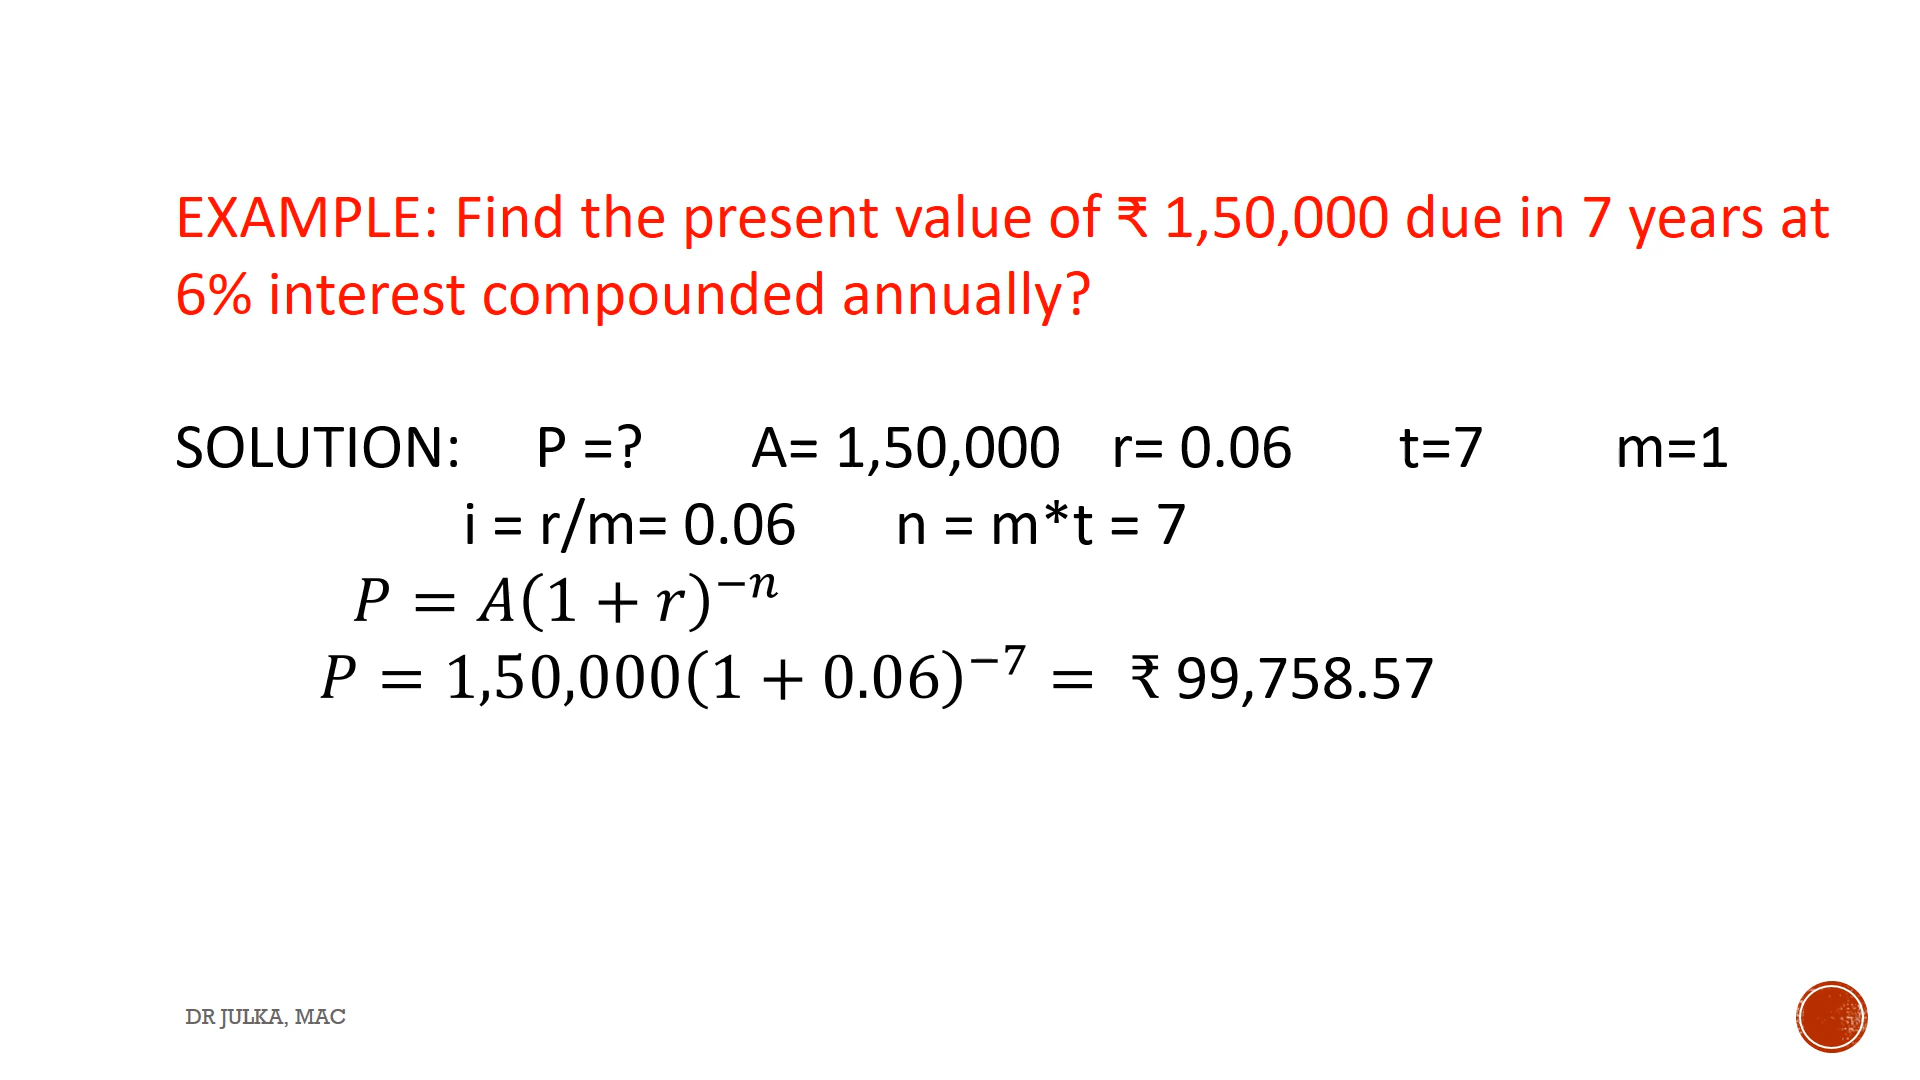 EXAMPLE: Find the present value of ₹ 1,50,000 due in 7 years at
6% interest compounded annually?
SOLUTION: P =? A= 1,50,000 r= 0.06 t=7 m=1
i = r/m= 0.06 n = m*t = 7
P = A(1 + r)⁻ⁿ
P = 1,50,000(1 + 0.06)⁻⁷ = ₹ 99,758.57
DR JULKA, MAC